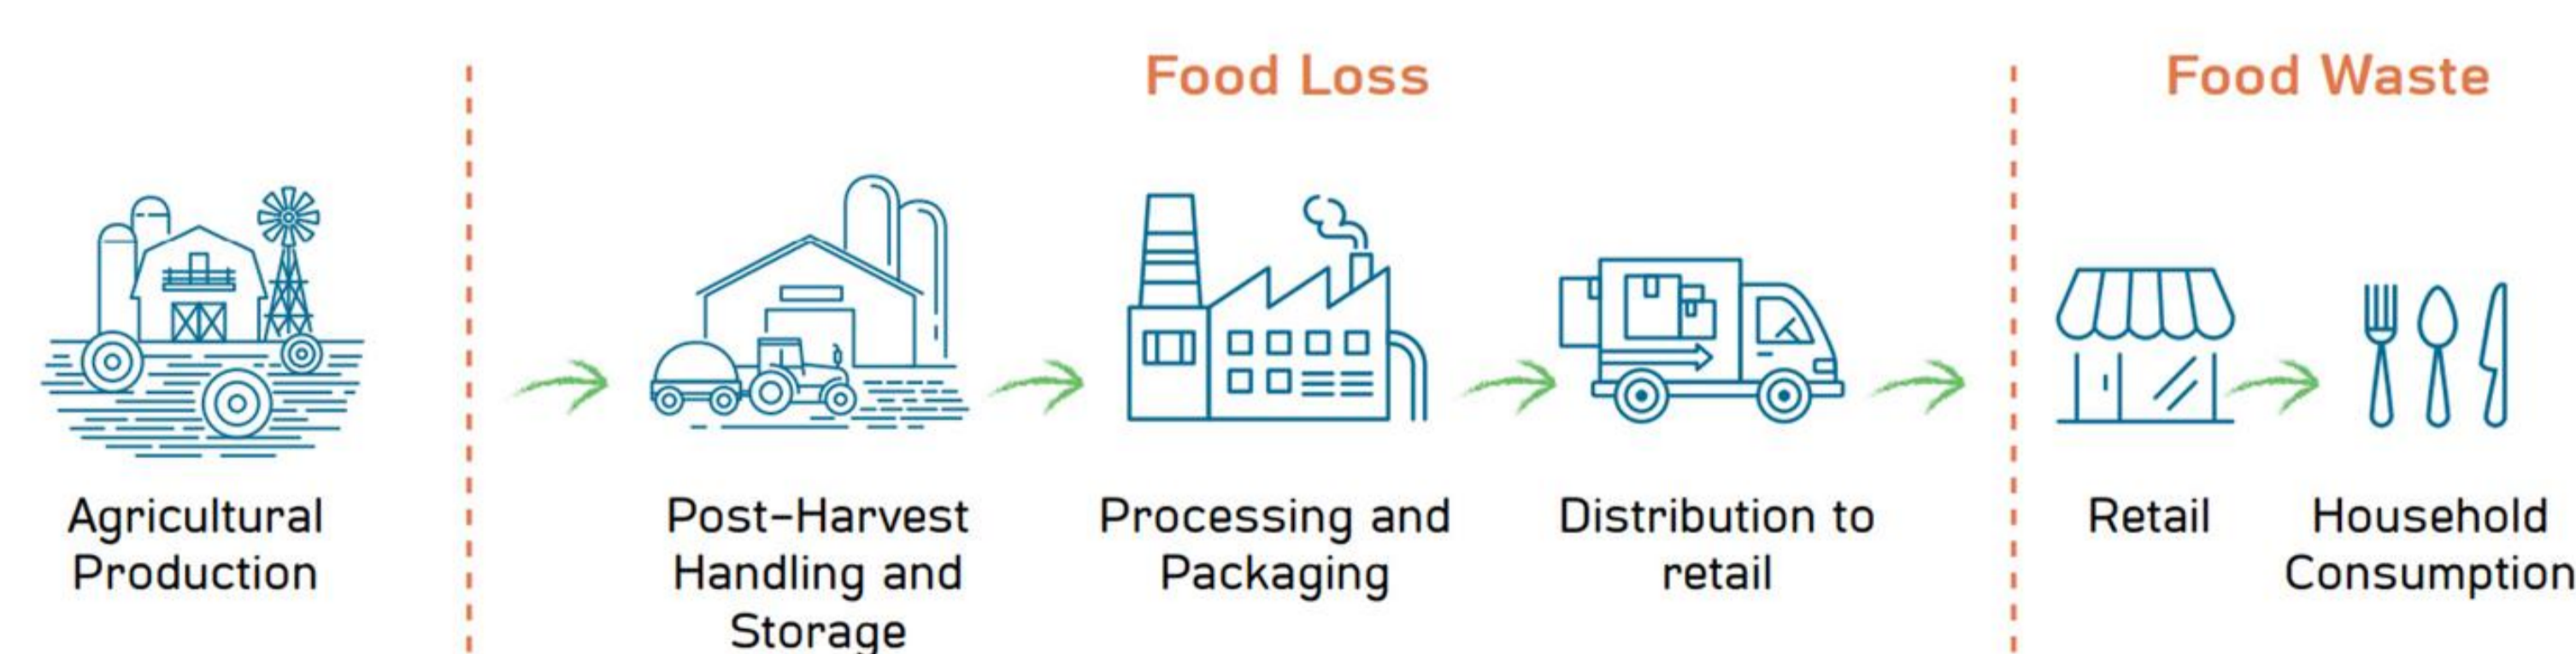 Food Loss
Food Waste
Agricultural
Production
Post-Harvest
Handling and
Storage
Processing and
Packaging
Distribution to
retail
Retail
Household
Consumption